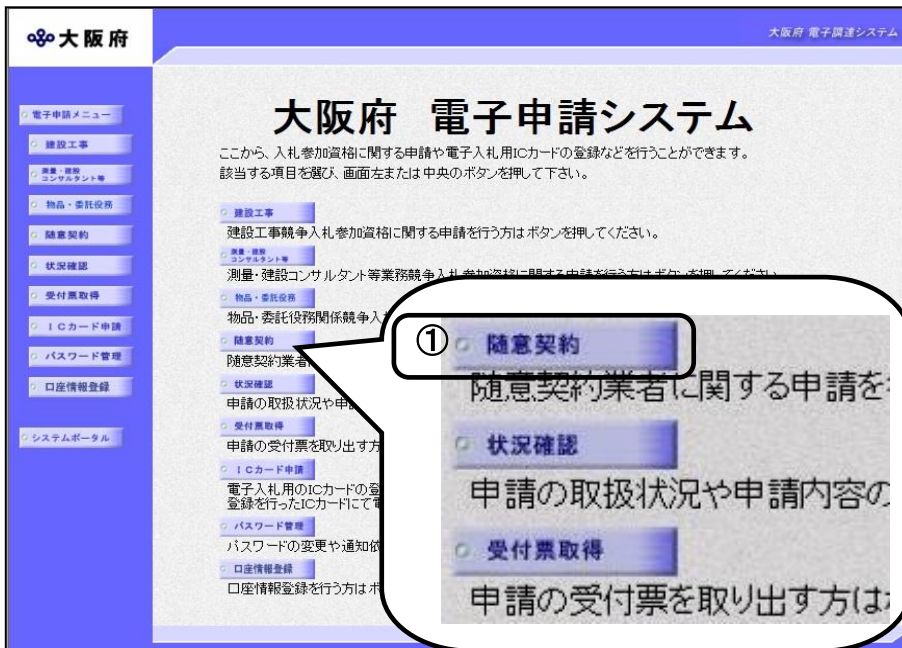 大阪府
大阪府 電子調達システム
電子申請メニュー
建設工事
測量・建設
コンサルタント等
物品・委託役務
随意契約
状況確認
受付票取得
ICカード申請
パスワード管理
口座情報登録
システムポータル
大阪府 電子申請システム
ここから、入札参加資格に関する申請や電子入札用ICカードの登録などを行うことができます。
該当する項目を選び、画面左または中央のボタンを押して下さい。
建設工事
建設工事競争入札参加資格に関する申請を行う方はボタンを押してください。
測量・建設
コンサルタント等
測量・建設コンサルタント等業務競争入札参加資格に関する申請を行う方はボタンを押してください
物品・委託役務
物品・委託役務関係競争入
随意契約
随意契約業者
状況確認
申請の取扱状況や申
受付票取得
申請の受付票を取り出す方
ICカード申請
電子入札用のICカードの登
登録を行ったICカードにて電
パスワード管理
パスワードの変更や通知依
口座情報登録
口座情報登録を行う方はボ
①
随意契約
随意契約業者に関する申請を
状況確認
申請の取扱状況や申請内容の
受付票取得
申請の受付票を取り出す方は